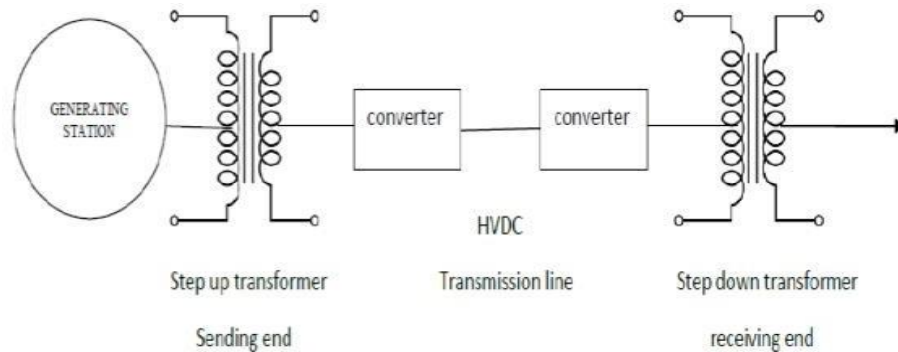 GENERATING
STATION
converter
converter
HVDC
Step up transformer
Transmission line
Step down transformer
Sending end
receiving end